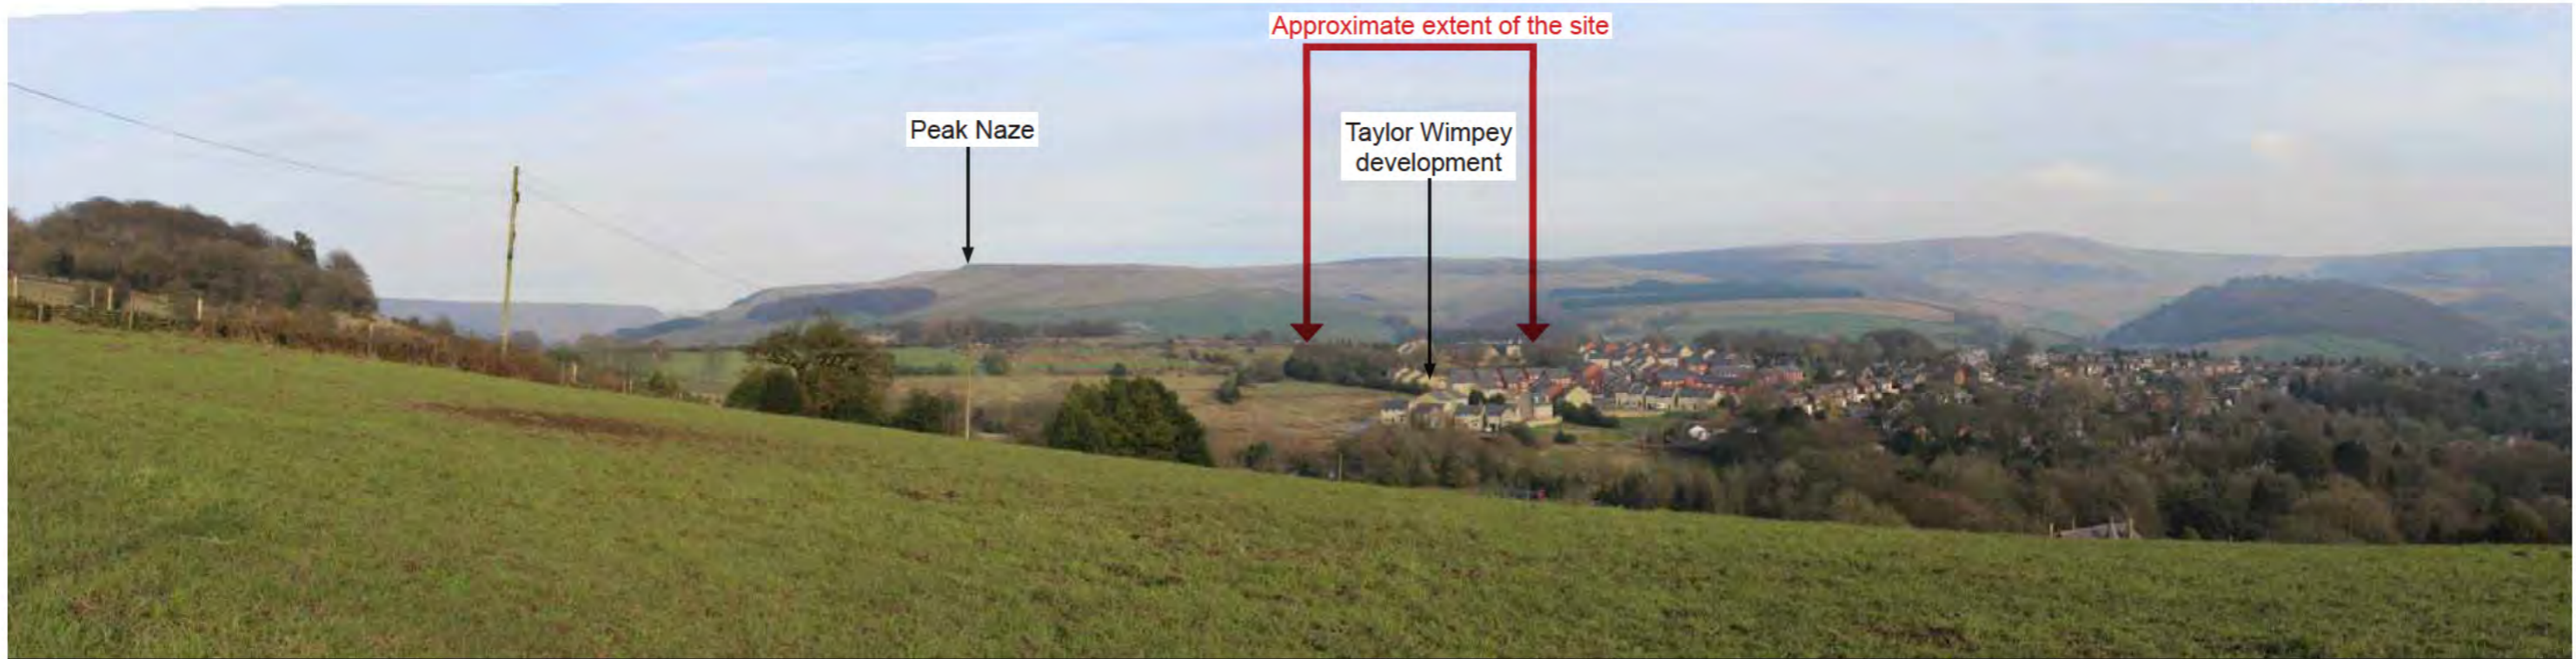 Approximate extent of the site
Peak Naze
Taylor Wimpey
development